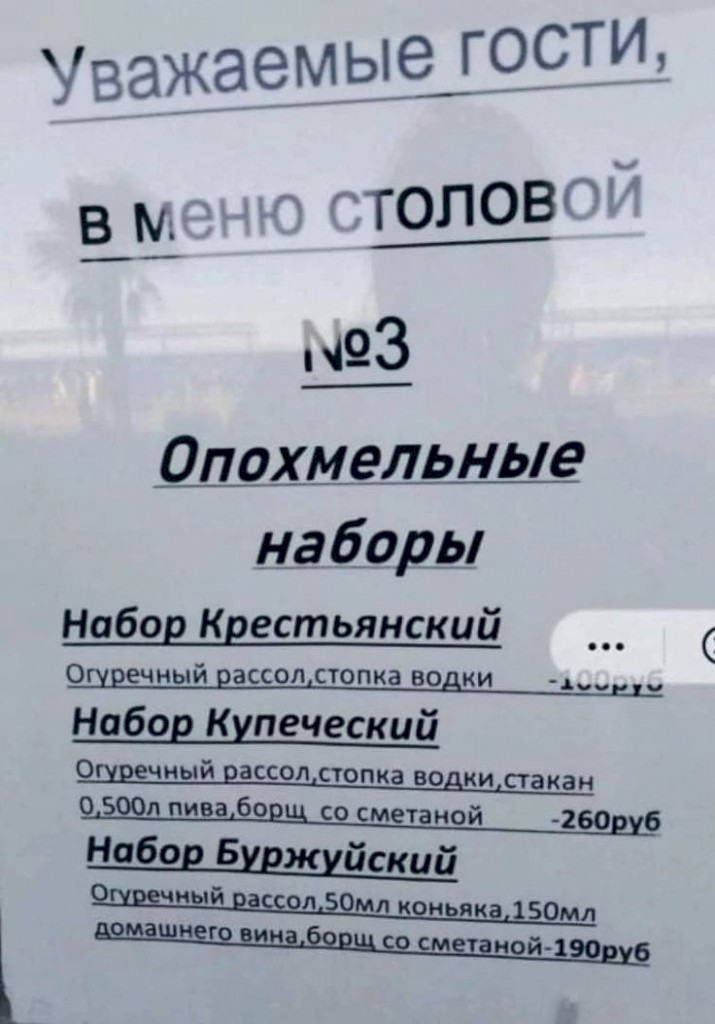 Уважаемые гости,
в меню столовой
№3
Опохмельные
наборы
Набор Крестьянский
Огуречный рассол,стопка водки -100руб
Набор Купеческий
Огуречный рассол,стопка водки,стакан
0,500л пива,борщ со сметаной -260руб
Набор Буржуйский
Огуречный рассол,50мл коньяка,150мл
домашнего вина,борщ со сметаной-190руб